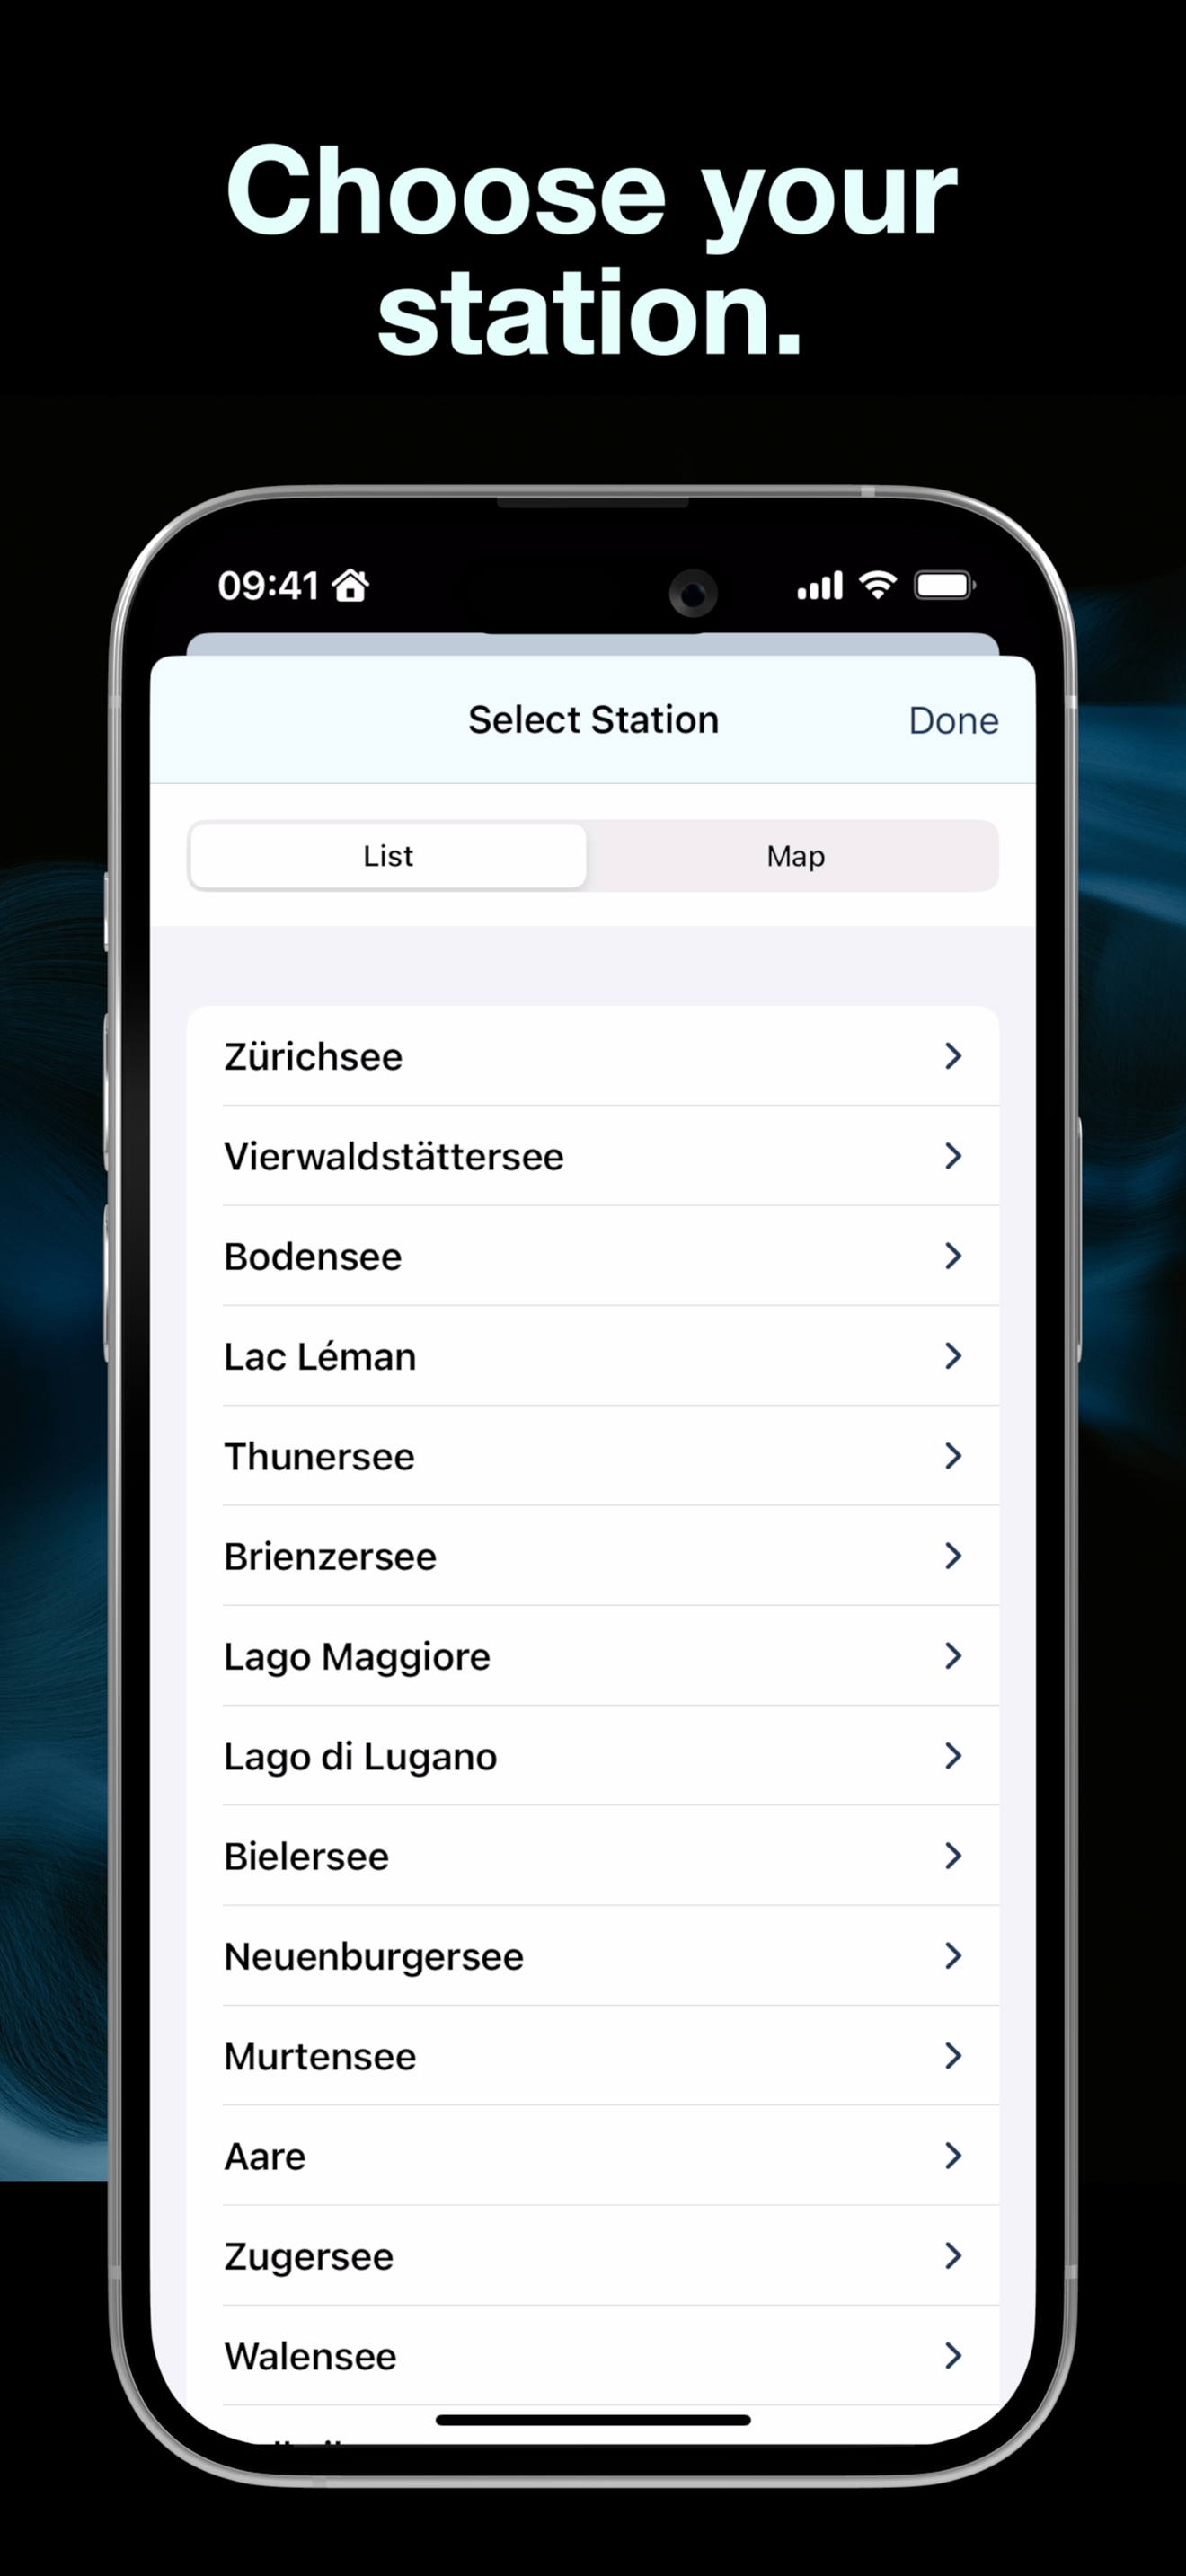 Choose your
station.
09:41
Select Station
Done
List
Map
Zürichsee
Vierwaldstättersee
Bodensee
Lac Léman
Thunersee
Brienzersee
Lago Maggiore
Lago di Lugano
Bielersee
Neuenburgersee
Murtensee
Aare
Zugersee
Walensee